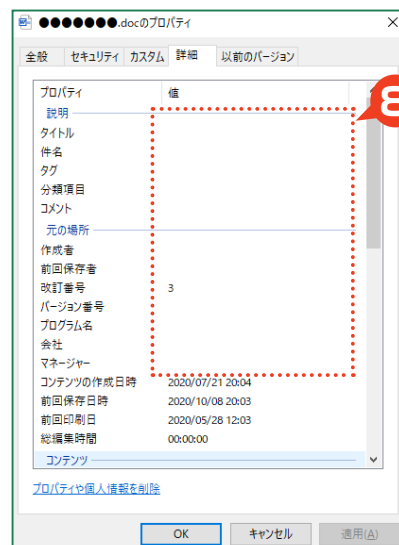 ●●●●●●●.docのプロパティ
全般 セキュリティ カスタム 詳細 以前のバージョン
プロパティ 値
説明
タイトル
件名
タグ
分類項目
コメント
元の場所
作成者
前回保存者
改訂番号 3
バージョン番号
プログラム名
会社
マネージャー
コンテンツの作成日時 2020/07/21 20:04
前回保存日時 2020/10/08 20:03
前回印刷日 2020/05/28 12:03
総編集時間 00:00:00
コンテンツ
プロパティや個人情報を削除
OK キャンセル 適用(A)